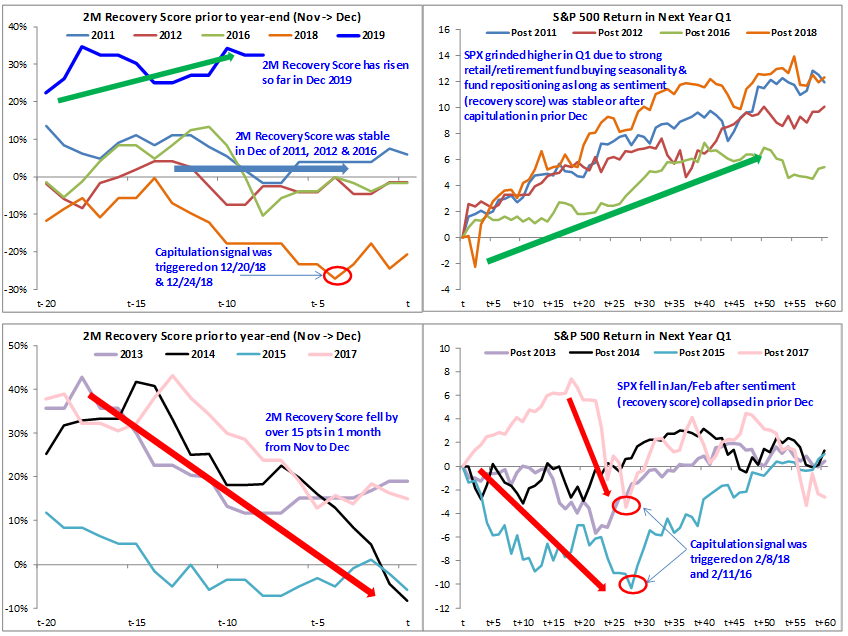 2M Recovery Score prior to year-end (Nov -> Dec)
2011 2012 2016 2018 2019
40%
30%
20%
10%
0%
-10%
-20%
-30%
2M Recovery Score has risen
so far in Dec 2019
2M Recovery Score was stable
in Dec of 2011, 2012 & 2016
Capitulation signal was
triggered on 12/20/18
& 12/24/18
t-20 t-15 t-10 t-5 t
S&P 500 Return in Next Year Q1
Post 2011 Post 2012 Post 2016 Post 2018
16
14
12
10
8
6
4
2
0
-2
-4
SPX grinded higher in Q1 due to strong
retail/retirement fund buying seasonality &
fund repositioning as long as sentiment
(recovery score) was stable or after
capitulation in prior Dec
t t+5 t+10 t+15 t+20 t+25 t+30 t+35 t+40 t+45 t+50 t+55 t+60
2M Recovery Score prior to year-end (Nov -> Dec)
2013 2014 2015 2017
50%
40%
30%
20%
10%
0%
-10%
2M Recovery Score fell by
over 15 pts in 1 month
from Nov to Dec
t-20 t-15 t-10 t-5 t
S&P 500 Return in Next Year Q1
Post 2013 Post 2014 Post 2015 Post 2017
10
8
6
4
2
0
-2
-4
-6
-8
-10
-12
SPX fell in Jan/Feb after sentiment
(recovery score) collapsed in prior Dec
Capitulation signal was
triggered on 2/8/18
and 2/11/16
t t+5 t+10 t+15 t+20 t+25 t+30 t+35 t+40 t+45 t+50 t+55 t+60